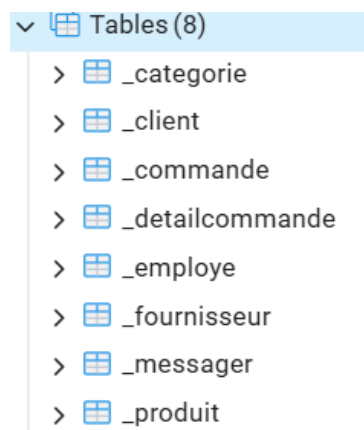 Tables (8)
_categorie
_client
_commande
_detailcommande
_employe
_fournisseur
_messager
_produit